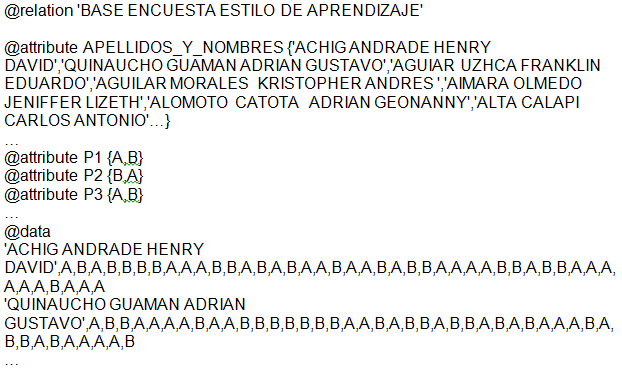 @relation 'BASE ENCUESTA ESTILO DE APRENDIZAJE'
@attribute APELLIDOS_Y_NOMBRES {'ACHIG ANDRADE HENRY
DAVID','QUINAUCHO GUAMAN ADRIAN GUSTAVO','AGUIAR UZHCA FRANKLIN
EDUARDO','AGUILAR MORALES  KRISTOPHER ANDRES ','AIMARA OLMEDO
JENIFFER LIZETH','ALOMOTO  CATOTA  ADRIAN GEONANNY','ALTA CALAPI
CARLOS ANTONIO'…}
…
@attribute P1 {A,B}
@attribute P2 {B,A}
@attribute P3 {A,B}
…
@data
'ACHIG ANDRADE HENRY
DAVID',A,B,A,B,B,B,B,A,A,A,B,B,A,B,A,B,A,A,B,A,A,B,A,B,B,A,A,A,A,B,B,A,B,B,A,A,A,
A,A,A,B,A,A,A
'QUINAUCHO GUAMAN ADRIAN
GUSTAVO',A,B,B,A,A,A,A,B,A,A,B,B,B,B,B,B,B,A,A,B,A,B,B,A,B,B,A,B,A,B,A,A,A,B,A,
B,B,A,B,A,A,A,A,B
…